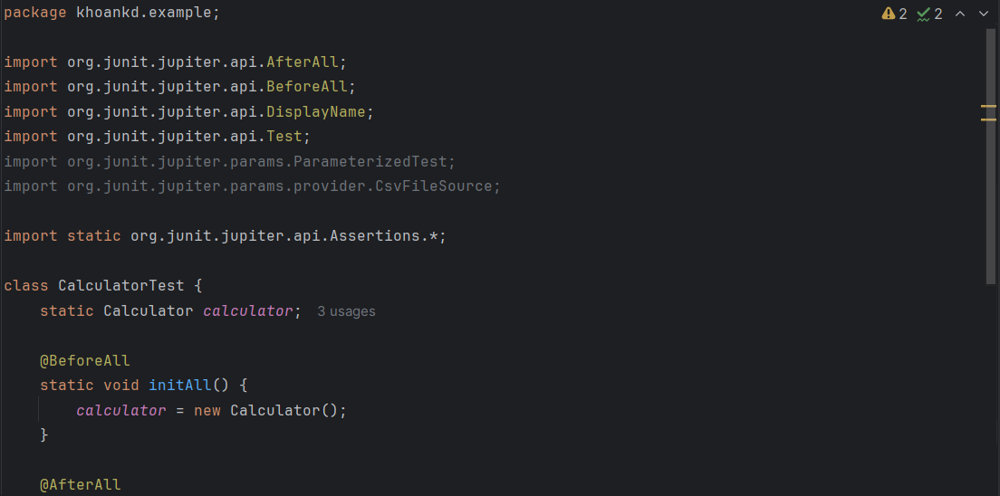 package khoankd.example;
2 2
import org.junit.jupiter.api.AfterAll;
import org.junit.jupiter.api.BeforeAll;
import org.junit.jupiter.api.DisplayName;
import org.junit.jupiter.api.Test;
import org.junit.jupiter.params.ParameterizedTest;
import org.junit.jupiter.params.provider.CsvFileSource;
import static org.junit.jupiter.api.Assertions.*;
class CalculatorTest {
static Calculator calculator; 3 usages
@BeforeAll
static void initAll() {
calculator = new Calculator();
}
@AfterAll